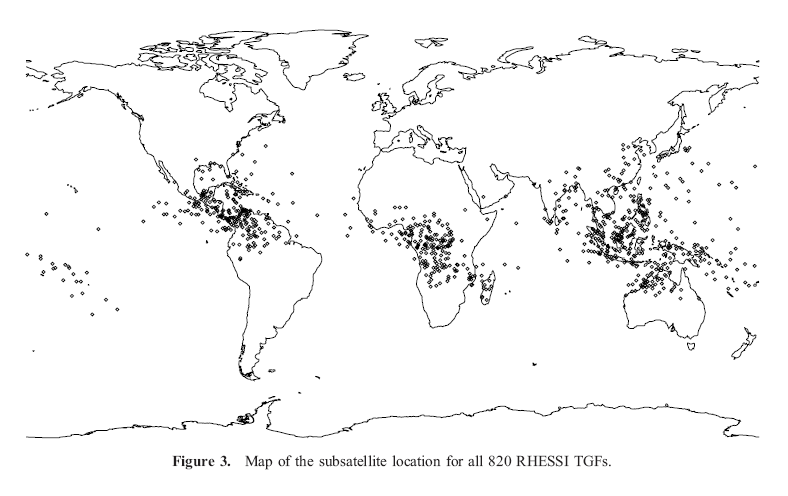 Figure 3. Map of the subsatellite location for all 820 RHESSI TGFs.